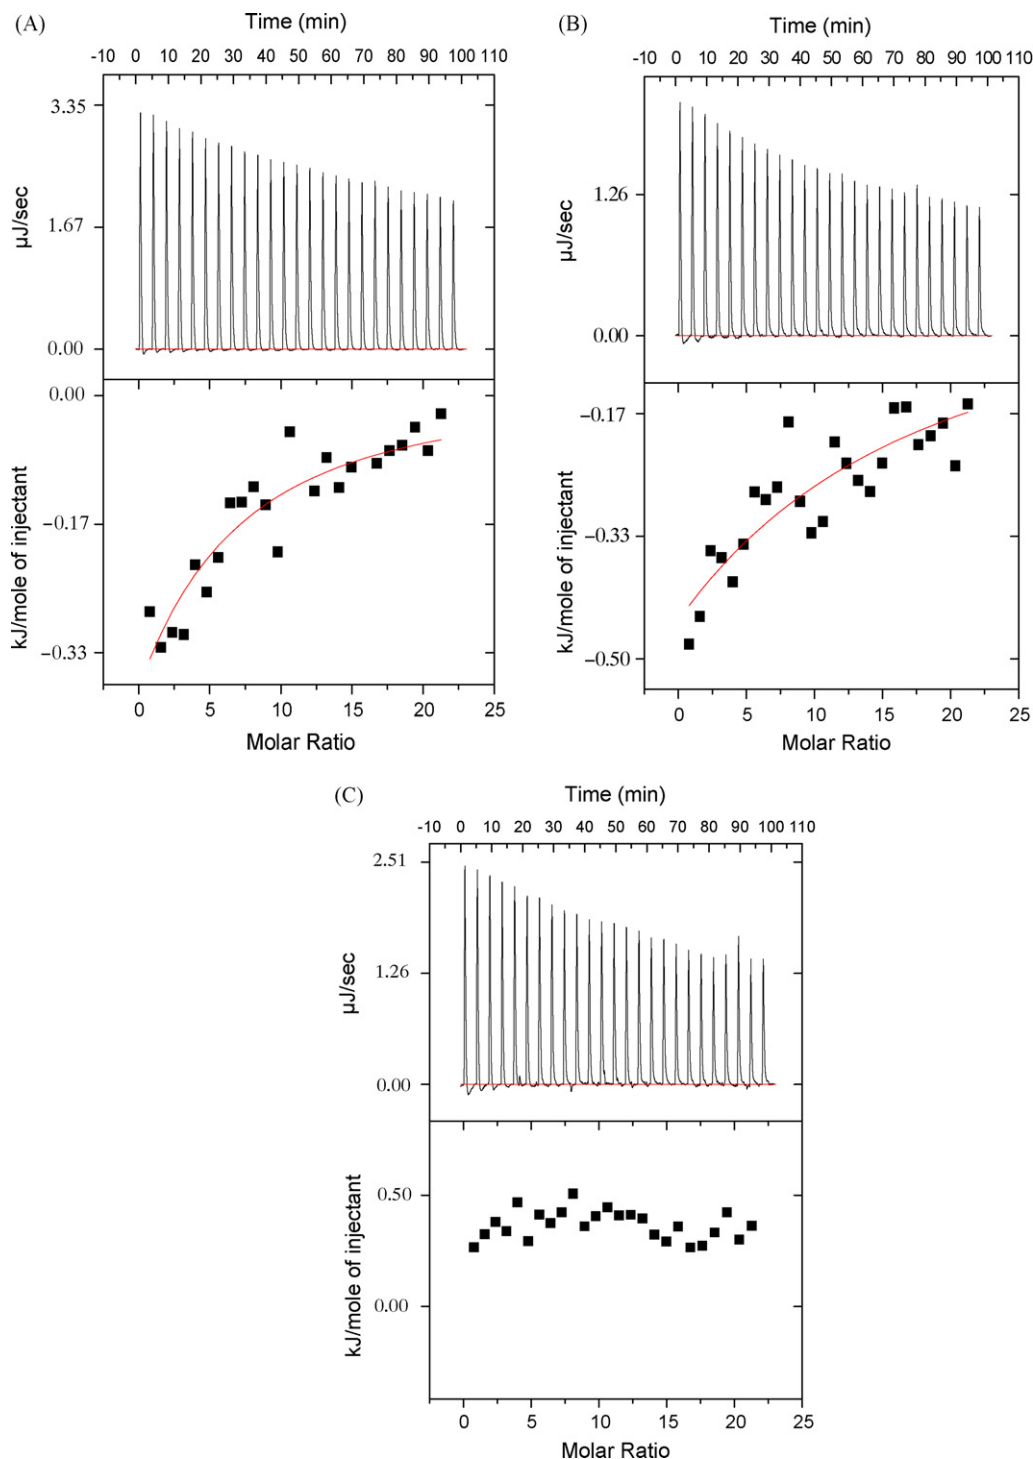 (A)
Time (min)
-10 0 10 20 30 40 50 60 70 80 90 100 110
3.35
1.67
0.00
µJ/sec
0.00
−0.17
−0.33
kJ/mole of injectant
0 5 10 15 20 25
Molar Ratio
(B)
Time (min)
-10 0 10 20 30 40 50 60 70 80 90 100 110
1.26
0.00
µJ/sec
−0.17
−0.33
−0.50
kJ/mole of injectant
0 5 10 15 20 25
Molar Ratio
(C)
Time (min)
-10 0 10 20 30 40 50 60 70 80 90 100 110
2.51
1.26
0.00
µJ/sec
0.50
0.00
kJ/mole of injectant
0 5 10 15 20 25
Molar Ratio